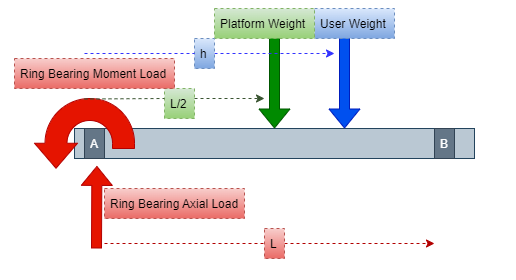 Platform Weight
User Weight
h
Ring Bearing Moment Load
L/2
A
B
Ring Bearing Axial Load
L